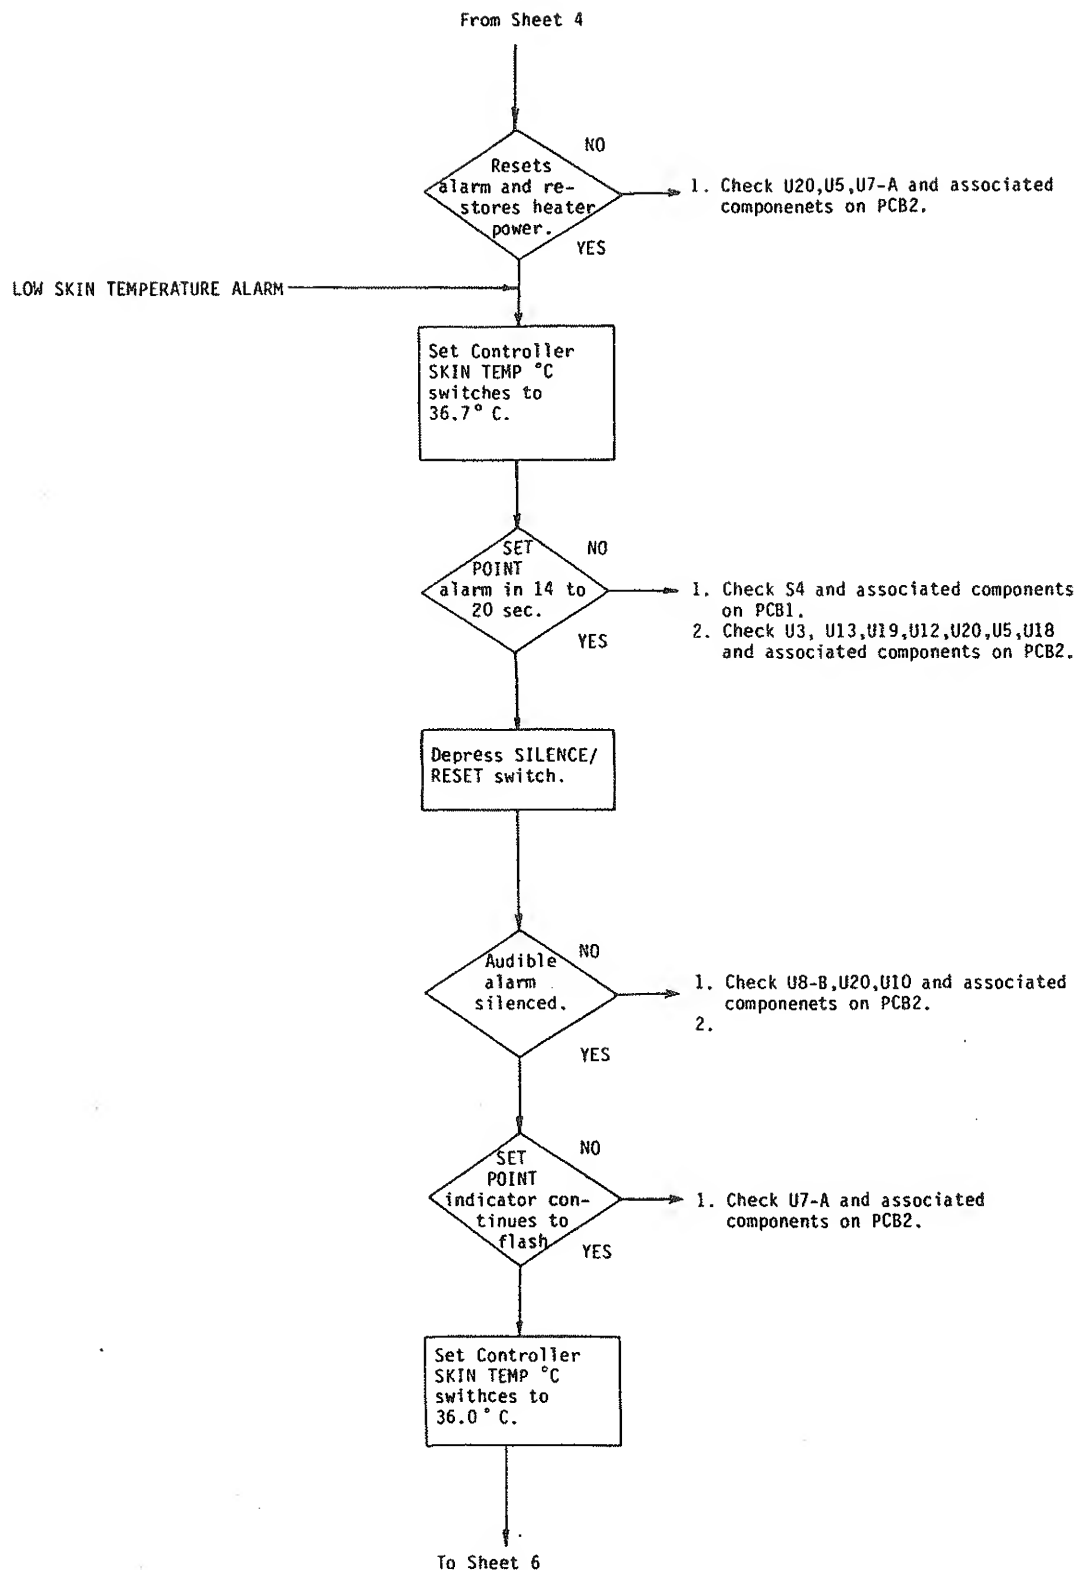 From Sheet 4
NO
Resets
alarm and re-
stores heater
power.
1. Check U20,U5,U7-A and associated
componenets on PCB2.
YES
LOW SKIN TEMPERATURE ALARM
Set Controller
SKIN TEMP °C
switches to
36.7° C.
SET
POINT
alarm in 14 to
20 sec.
NO
1. Check S4 and associated components
on PCB1.
2. Check U3, U13,U19,U12,U20,U5,U18
and associated components on PCB2.
YES
Depress SILENCE/
RESET switch.
NO
Audible
alarm
silenced.
1. Check U8-B,U20,U10 and associated
componenets on PCB2.
2.
YES
NO
SET
POINT
indicator con-
tinues to
flash
1. Check U7-A and associated
components on PCB2.
YES
Set Controller
SKIN TEMP °C
swithces to
36.0° C.
To Sheet 6